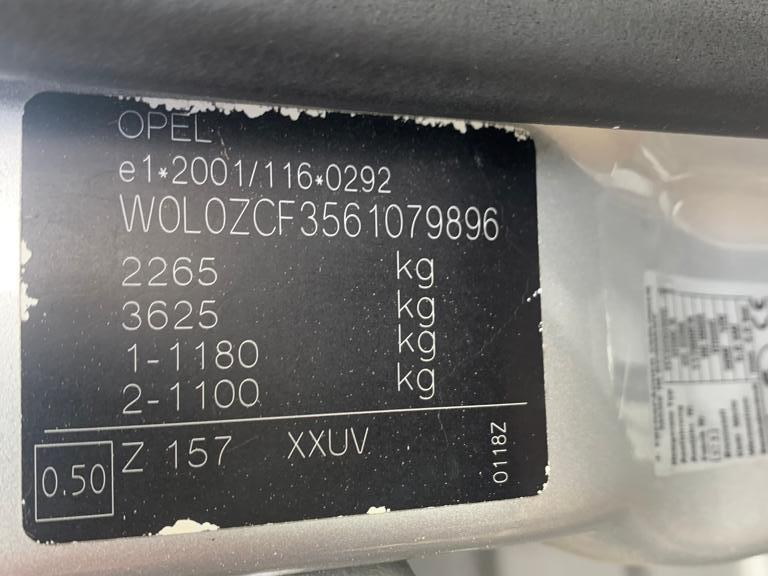 OPEL
e1*2001/116*0292
W0L0ZCF3561079896
2265 kg
3625 kg
1-1180 kg
2-1100 kg
0.50 Z 157 XXUV 0118Z